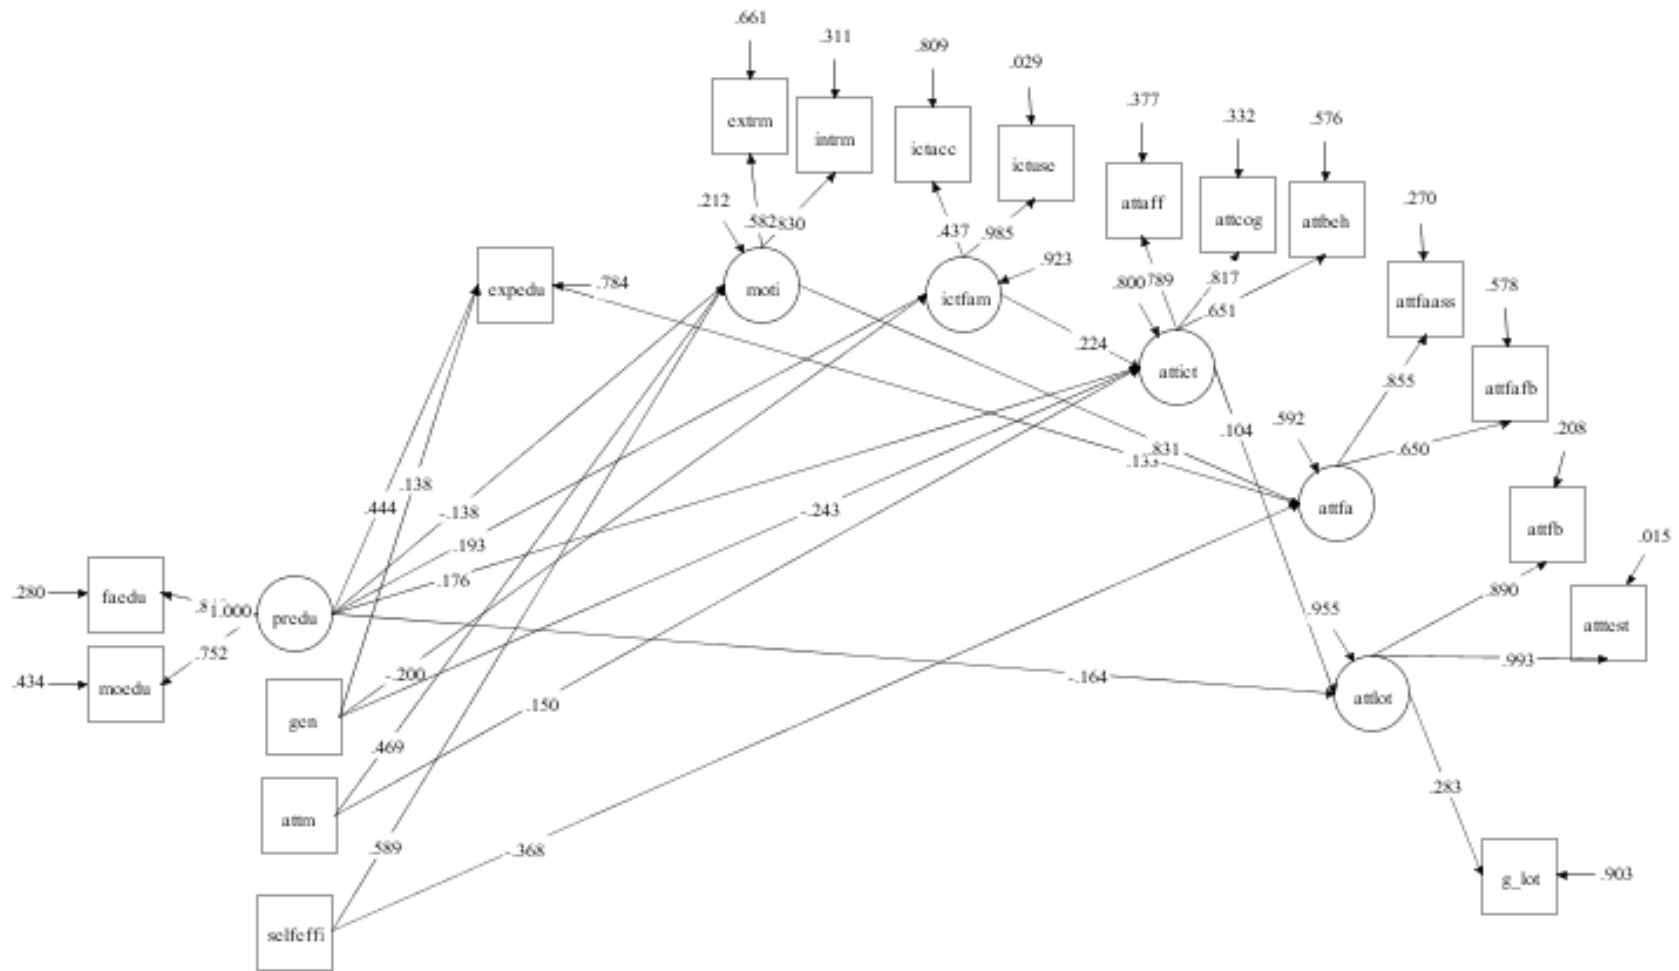 .661
.311
.809
.029
.377
.332
.576
extrm
intrm
ictacc
ictuse
attaff
attcog
attbeh
.270
.212
.582
.830
.437
.985
.923
.800
.789
.817
.651
attfaass
.578
expedu
.784
moti
ictfam
.224
attict
.855
attfafb
.592
.104
.831
.133
.650
.208
.444
.138
-.138
-.243
attfa
attfb
.193
.176
.015
.280
faedu
1.000
predu
.955
.890
atttest
.752
.434
moedu
-.200
-.164
.993
gen
.150
attlot
.469
attm
.283
.589
-.368
selfeffi
g_lot
.903